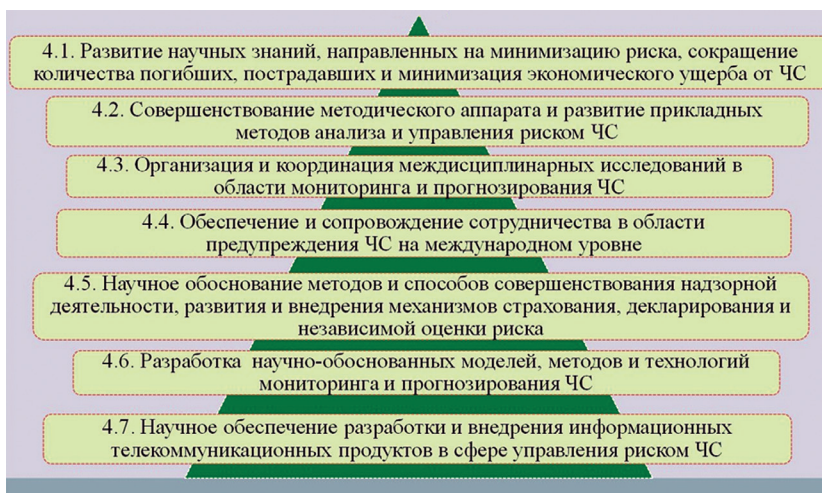 4.1. Развитие научных знаний, направленных на минимизацию риска, сокращение
количества погибших, пострадавших и минимизация экономического ущерба от ЧС
4.2. Совершенствование методического аппарата и развитие прикладных
методов анализа и управления риском ЧС
4.3. Организация и координация междисциплинарных исследований в
области мониторинга и прогнозирования ЧС
4.4. Обеспечение и сопровождение сотрудничества в области
предупреждения ЧС на международном уровне
4.5. Научное обоснование методов и способов совершенствования надзорной
деятельности, развития и внедрения механизмов страхования, декларирования и
независимой оценки риска
4.6. Разработка научно-обоснованных моделей, методов и технологий
мониторинга и прогнозирования ЧС
4.7. Научное обеспечение разработки и внедрения информационных
телекоммуникационных продуктов в сфере управления риском ЧС